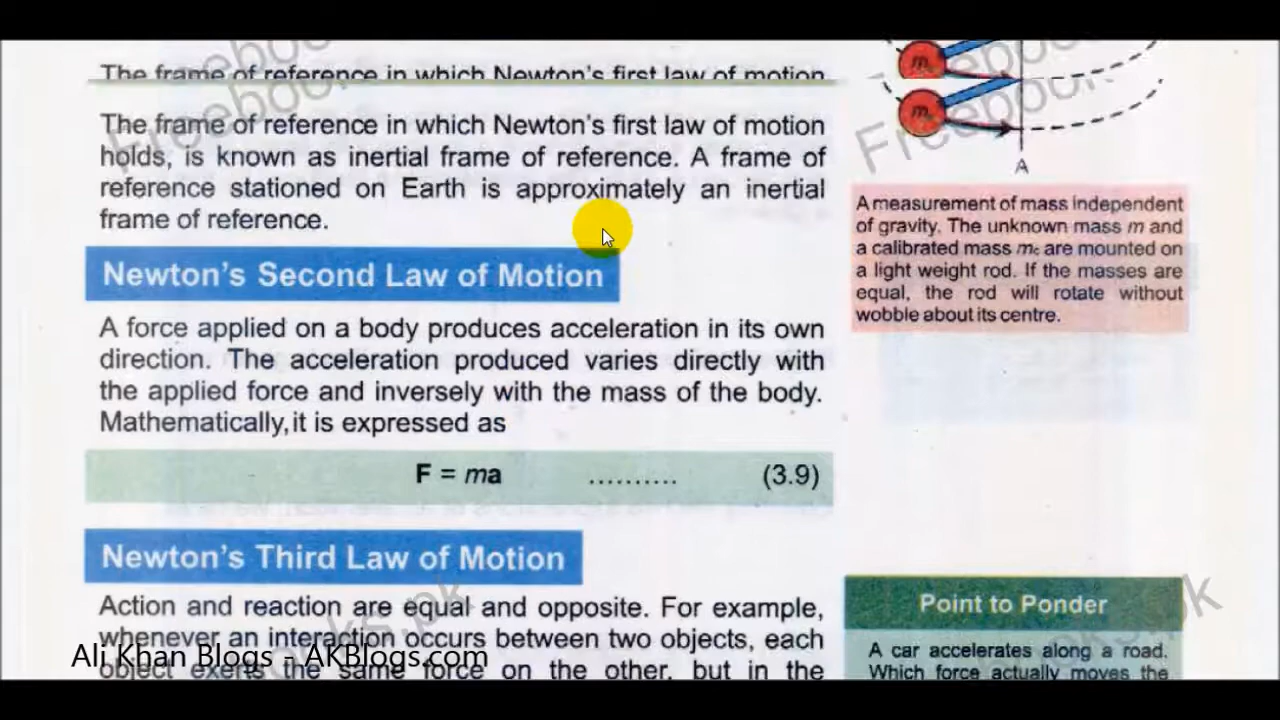 The frame of reference in which Newton's first law of motion
The frame of reference in which Newton's first law of motion
holds, is known as inertial frame of reference. A frame of
reference stationed on Earth is approximately an inertial
frame of reference.
Newton's Second Law of Motion
A force applied on a body produces acceleration in its own
direction. The acceleration produced varies directly with
the applied force and inversely with the mass of the body.
Mathematically, it is expressed as
F = ma .......... (3.9)
Newton's Third Law of Motion
Action and reaction are equal and opposite. For example,
whenever an interaction occurs between two objects, each
object exerts the same force on the other, but in the
Ali Khan Blogs - AKBlogs.com
A
A measurement of mass independent
of gravity. The unknown mass m and
a calibrated mass mc are mounted on
a light weight rod. If the masses are
equal, the rod will rotate without
wobble about its centre.
Point to Ponder
A car accelerates along a road.
Which force actually moves the